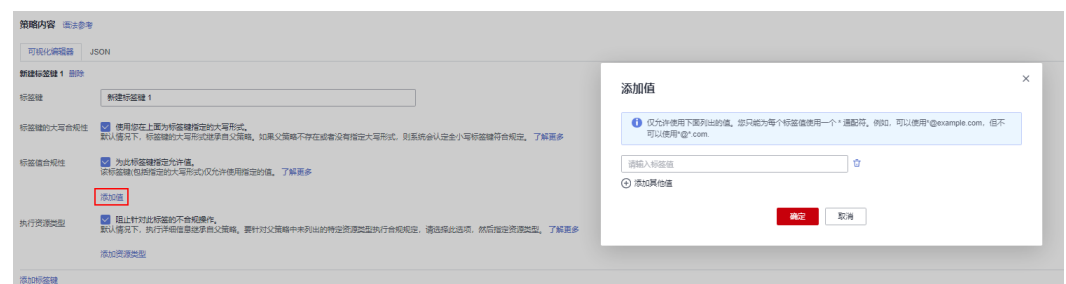 策略内容 语法参考
可视化编辑器 JSON
新建标签键 1 删除
标签键 新建标签键 1
标签键的大写合规性 使用您在上面为标签键指定的大写形式。
默认情况下，标签键的大写形式继承自父策略。如果父策略不存在或者没有指定大写形式，则系统会认定全小写标签键符合规定。 了解更多
标签值合规性 为此标签键指定允许值。
该标签键(包括指定的大写形式)仅允许使用指定的值。 了解更多
添加值
执行资源类型 阻止针对此标签的不合规操作。
默认情况下，执行详细信息继承自父策略。要针对父策略中未列出的特定资源类型执行合规规定，请选择此选项，然后指定资源类型。 了解更多
添加资源类型
添加标签键
添加值
仅允许使用下面列出的值。您只能为每个标签值使用一个 * 通配符。例如，可以使用*@example.com，但不
可以使用*@*.com.
请输入标签值
添加其他值
确定 取消